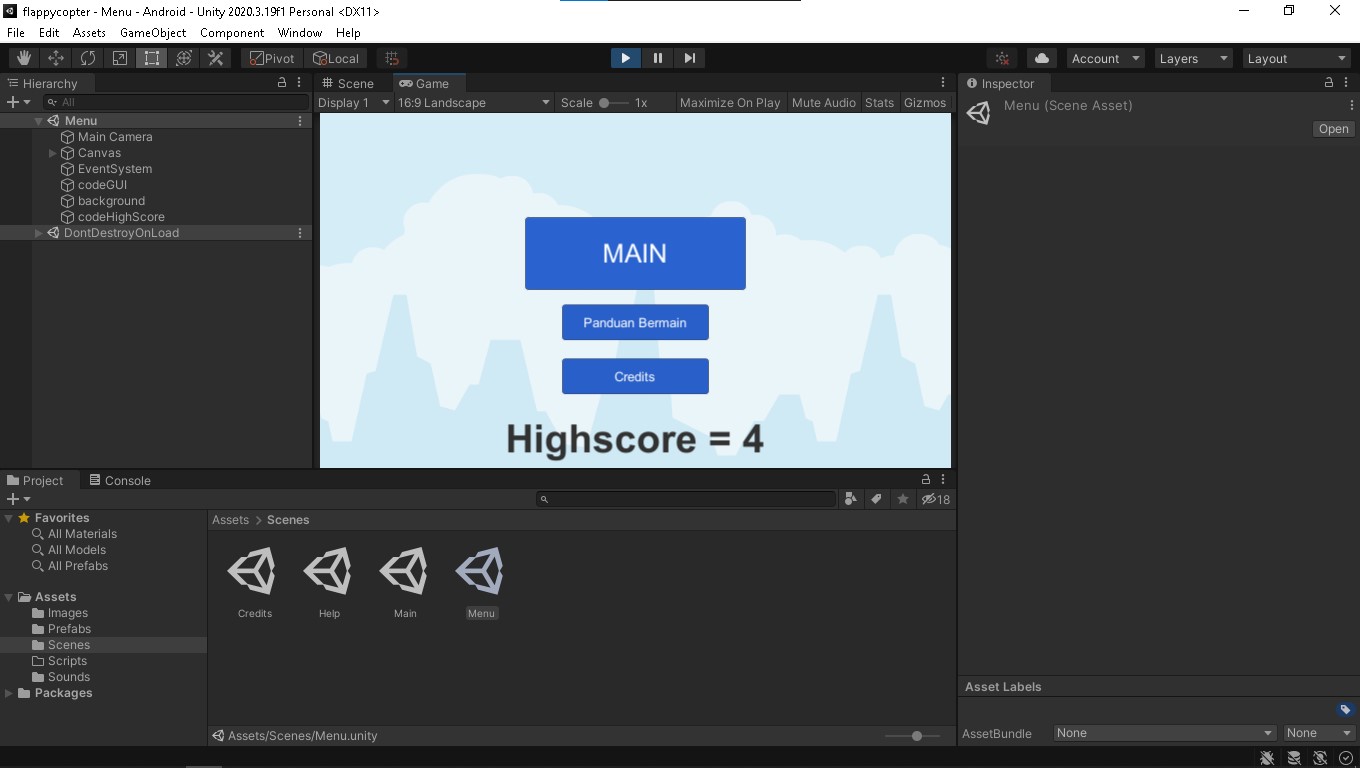 flappycopter - Menu - Android - Unity 2020.3.19f1 Personal <DX11>
File Edit Assets GameObject Component Window Help
Pivot Local Account Layers Layout
Hierarchy
All
Menu
Main Camera
Canvas
EventSystem
codeGUI
background
codeHighScore
DontDestroyOnLoad
Scene Game
Display 1 16:9 Landscape Scale 1x Maximize On Play Mute Audio Stats Gizmos
MAIN
Panduan Bermain
Credits
Highscore = 4
Inspector
Menu (Scene Asset)
Open
Project Console
18
Favorites
All Materials
All Models
All Prefabs
Assets
Images
Prefabs
Scenes
Scripts
Sounds
Packages
Assets > Scenes
Credits Help Main Menu
Assets/Scenes/Menu.unity
Asset Labels
AssetBundle None None